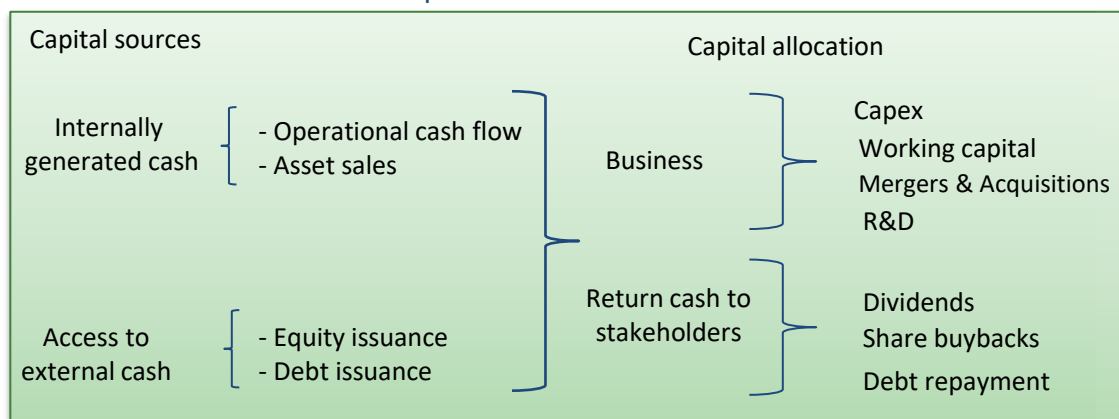 Capital sources
Capital allocation
Internally
generated cash
- Operational cash flow
- Asset sales
Business
Capex
Working capital
Mergers & Acquisitions
R&D
Access to
external cash
- Equity issuance
- Debt issuance
Return cash to
stakeholders
Dividends
Share buybacks
Debt repayment